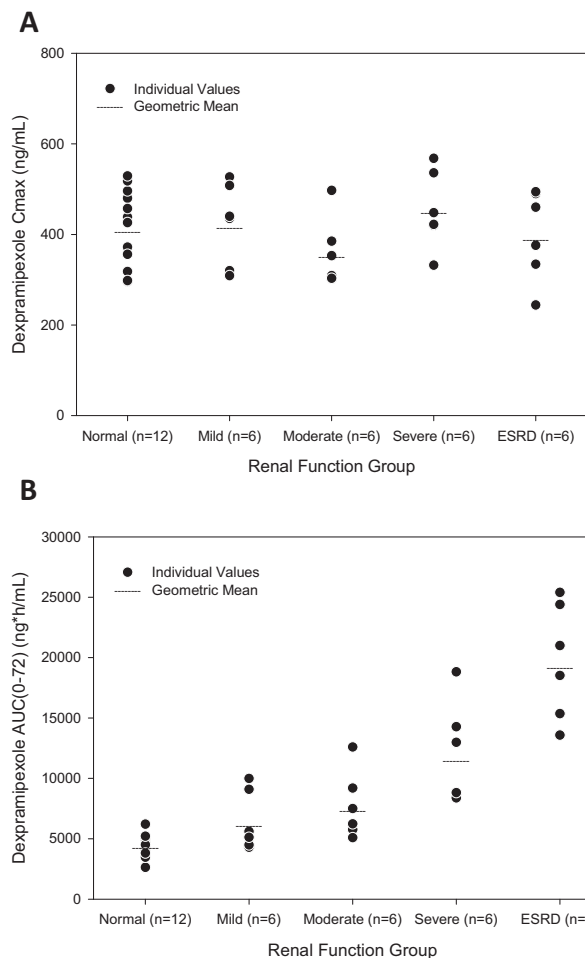 A
Dexpramipexole Cmax (ng/mL)
800
600
400
200
0
Individual Values
Geometric Mean
Normal (n=12) Mild (n=6) Moderate (n=6) Severe (n=6) ESRD (n=6)
Renal Function Group
B
Dexpramipexole AUC(0-72) (ng*h/mL)
30000
25000
20000
15000
10000
5000
0
Individual Values
Geometric Mean
Normal (n=12) Mild (n=6) Moderate (n=6) Severe (n=6) ESRD (n=
Renal Function Group